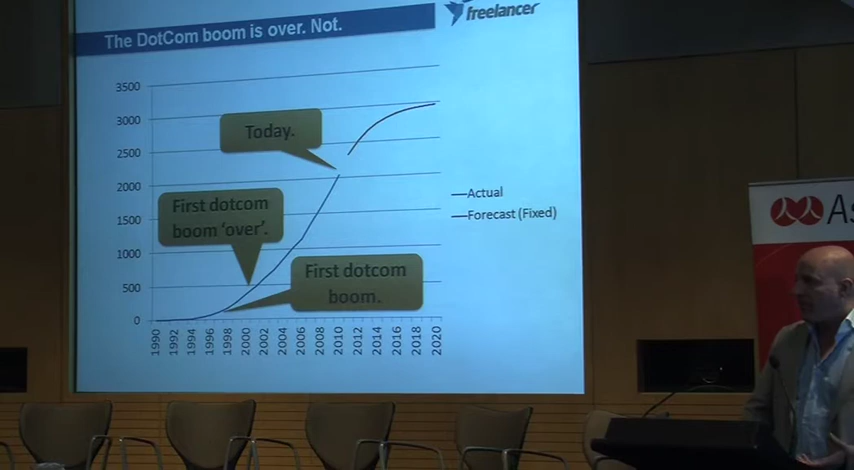 The DotCom boom is over. Not.
freelancer
3500
3000
2500
2000
1500
1000
500
0
Today.
First dotcom
boom 'over'.
First dotcom
boom.
Actual
Forecast (Fixed)
1990
1992
1994
1996
1998
2000
2002
2004
2006
2008
2010
2012
2014
2016
2018
2020